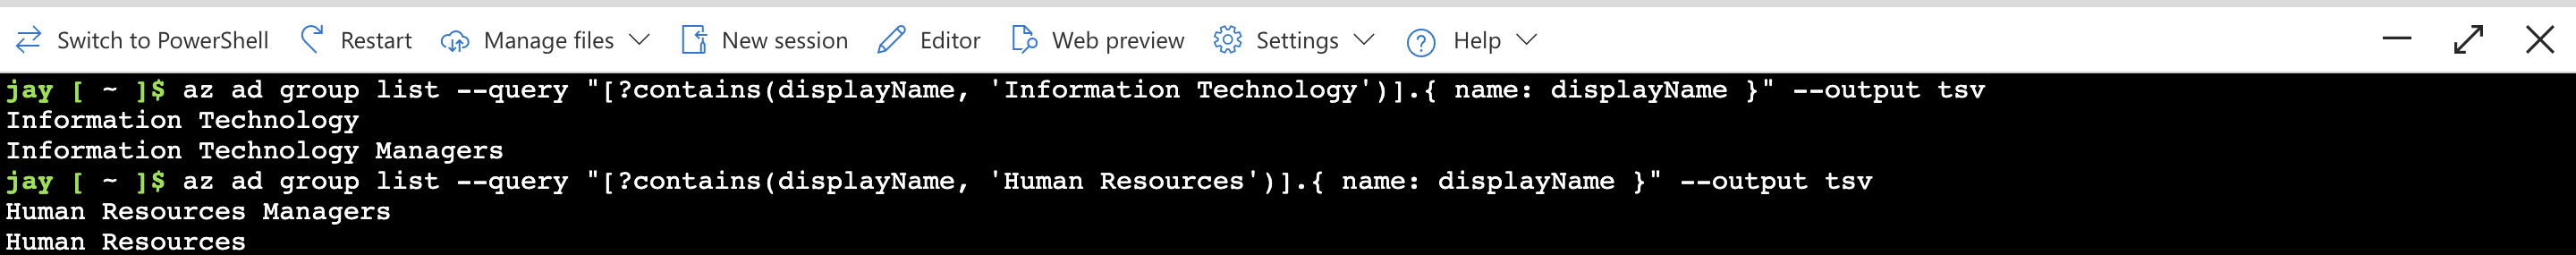 Switch to PowerShell Restart Manage files New session Editor Web preview Settings Help
jay [ ~ ]$ az ad group list --query "[?contains(displayName, 'Information Technology')].{ name: displayName }" --output tsv
Information Technology
Information Technology Managers
jay [ ~ ]$ az ad group list --query "[?contains(displayName, 'Human Resources')].{ name: displayName }" --output tsv
Human Resources Managers
Human Resources